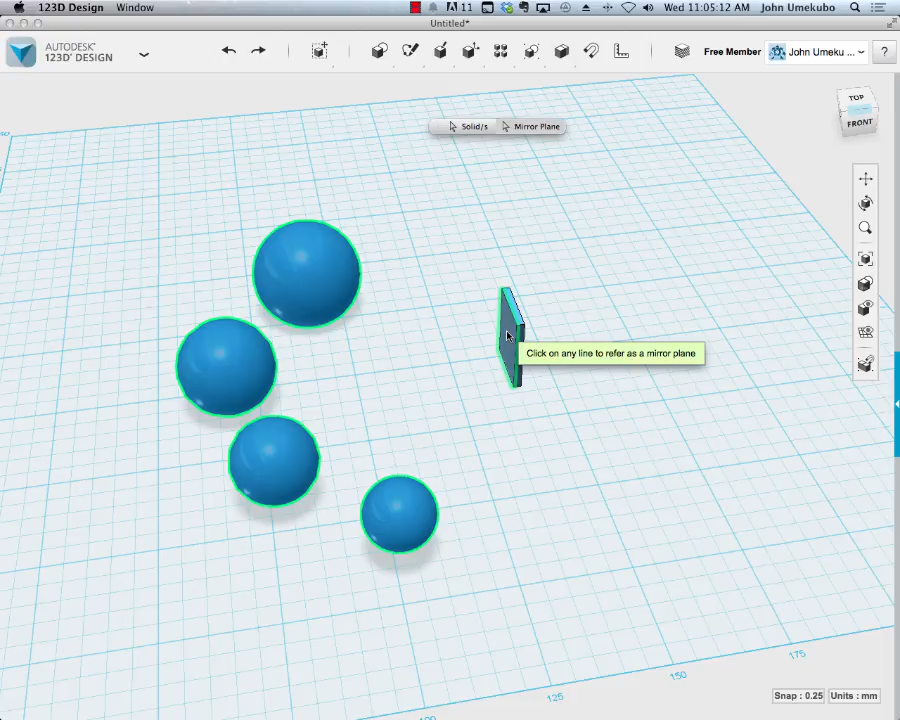 123D Design Window
11
Wed 11:05:12 AM John Umekubo
Untitled*
AUTODESK®
123D® DESIGN
Free Member
John Umeku ...
?
Solid/s
Mirror Plane
TOP
FRONT
Click on any line to refer as a mirror plane
175
150
125
100
Snap : 0.25
Units : mm